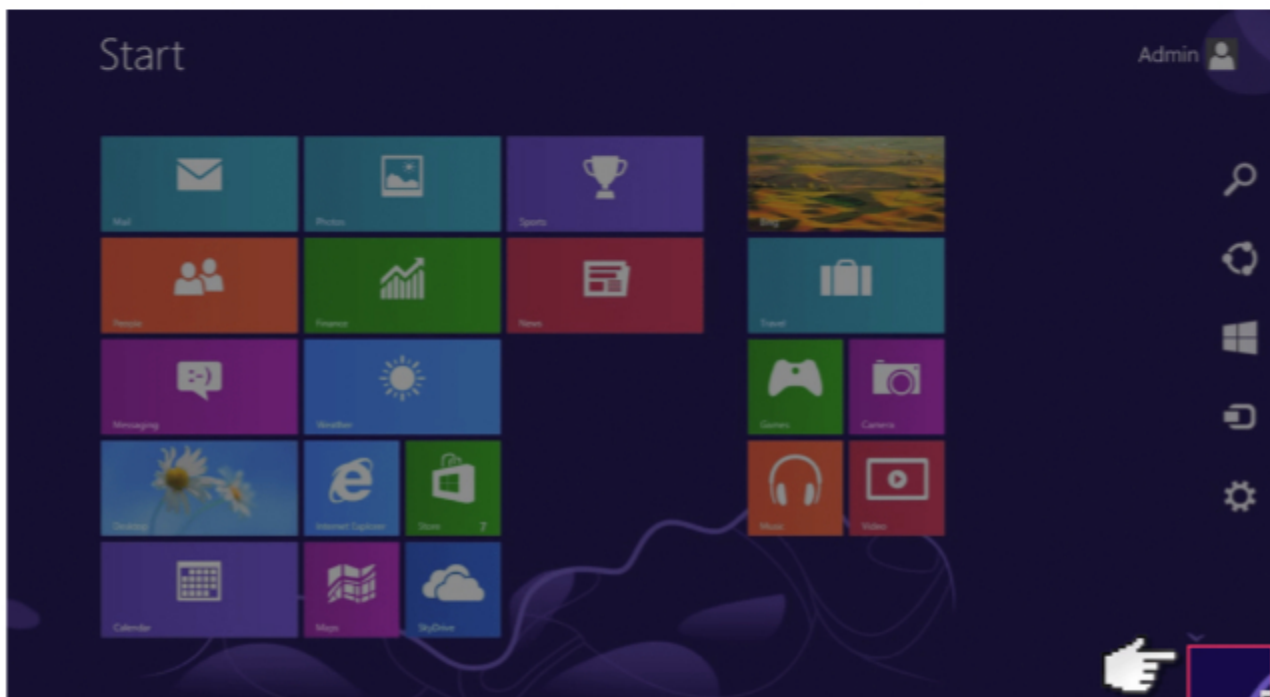 Start
Admin
Mail
Photos
Sports
Bing
People
Finance
News
Travel
Messaging
Weather
Games
Camera
Desktop
Internet Explorer
Store
7
Music
Video
Calendar
Maps
SkyDrive